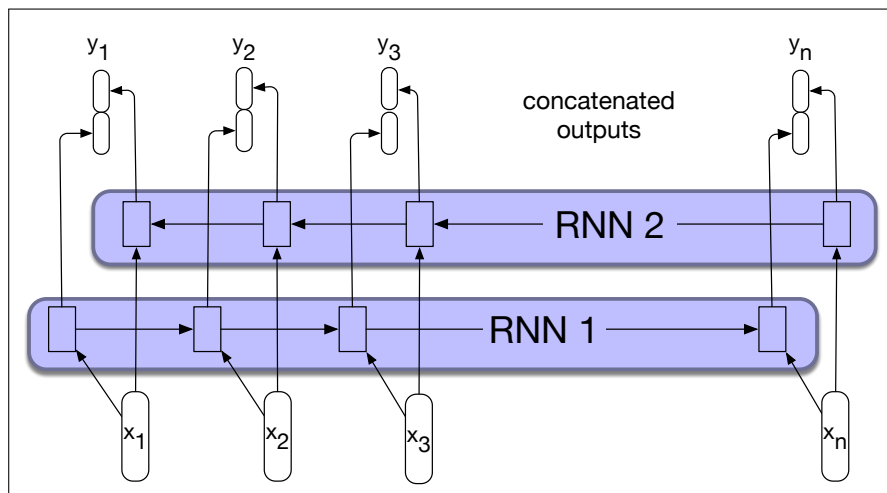 y1 y2 y3 yn
concatenated
outputs
RNN 2
RNN 1
x1 x2 x3 xn